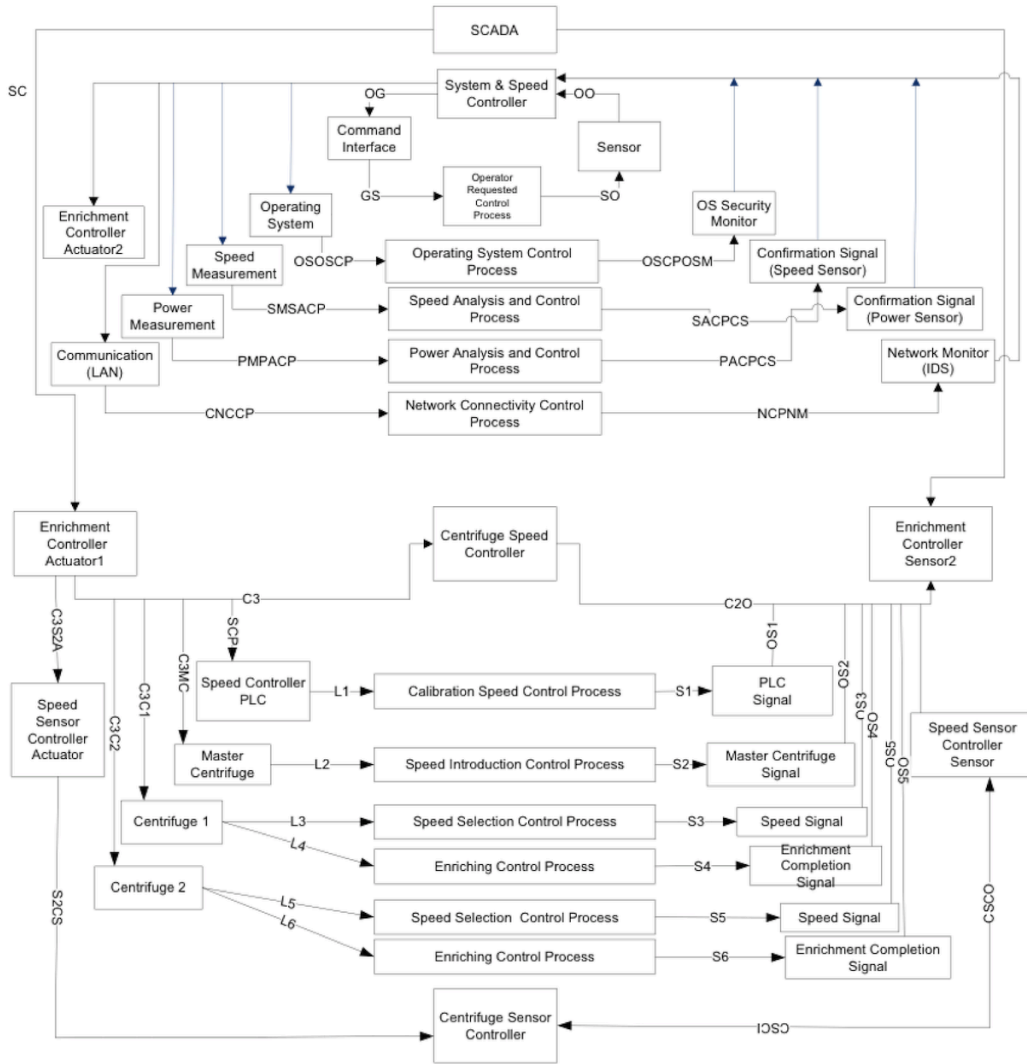 SCADA
SC
System & Speed
Controller
OG
OO
Command
Interface
Sensor
GS
Operator
Requested
Control
Process
SO
Enrichment
Controller
Actuator2
Operating
System
OS Security
Monitor
Speed
Measurement
OSOSCP
Operating System Control
Process
OSCPOSM
Confirmation Signal
(Speed Sensor)
Power
Measurement
SMSACP
Speed Analysis and Control
Process
SACPCS
Confirmation Signal
(Power Sensor)
Communication
(LAN)
PMPACP
Power Analysis and Control
Process
PACPCS
Network Monitor
(IDS)
CNCCP
Network Connectivity Control
Process
NCPNM
Enrichment
Controller
Actuator1
Centrifuge Speed
Controller
Enrichment
Controller
Sensor2
C3
C2O
C3S2A
C3C2
C3C1
C3MC
SCP
OS1
OS2
OS3
OS4
OS5
OS5
Speed Controller
PLC
L1
Calibration Speed Control Process
S1
PLC
Signal
Speed
Sensor
Controller
Actuator
Speed Sensor
Controller
Sensor
Master
Centrifuge
L2
Speed Introduction Control Process
S2
Master Centrifuge
Signal
Centrifuge 1
L3
Speed Selection Control Process
S3
Speed Signal
L4
Enriching Control Process
S4
Enrichment
Completion
Signal
Centrifuge 2
L5
Speed Selection Control Process
S5
Speed Signal
L6
Enriching Control Process
S6
Enrichment Completion
Signal
S2CS
CSCO
Centrifuge Sensor
Controller
CSCI